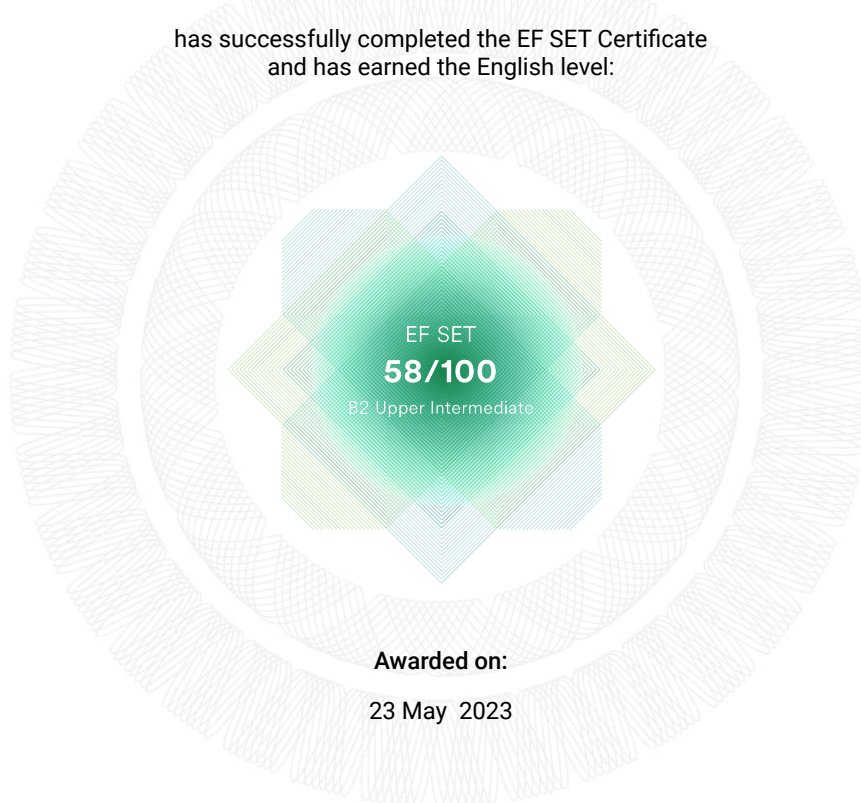 has successfully completed the EF SET Certificate
and has earned the English level:
EF SET
58/100
B2 Upper Intermediate
Awarded on:
23 May 2023